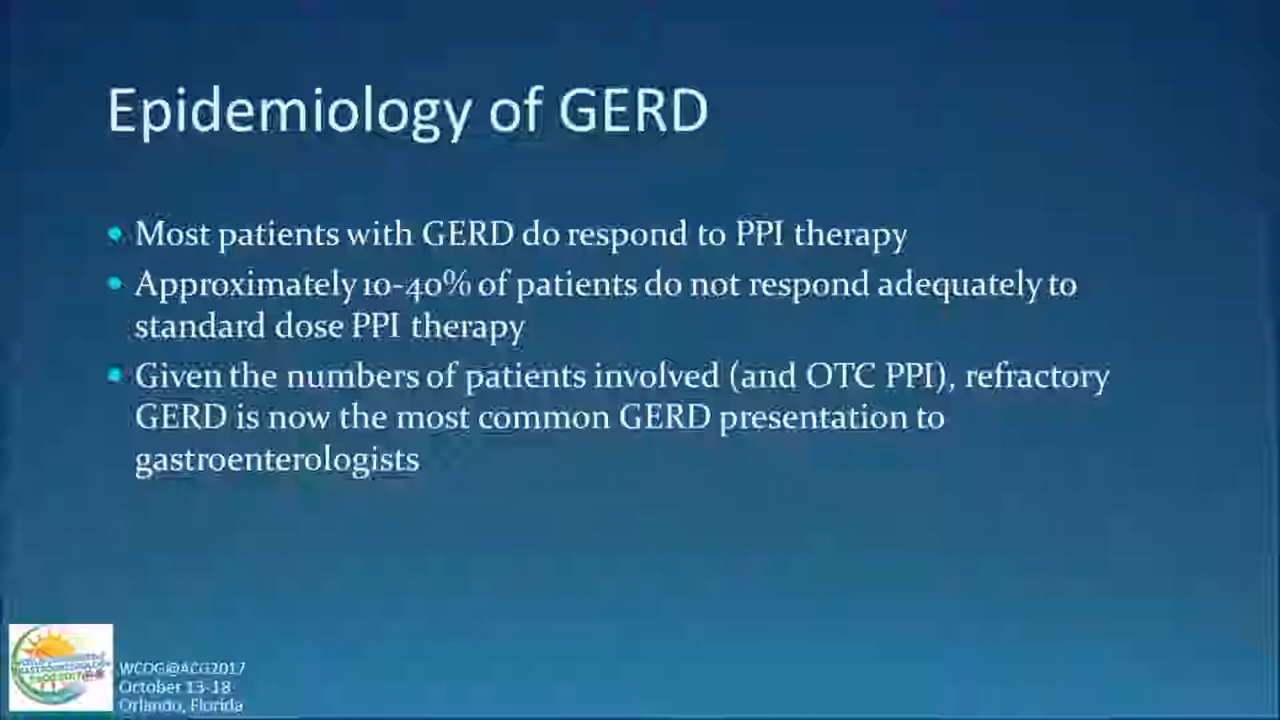 Epidemiology of GERD
• Most patients with GERD do respond to PPI therapy
• Approximately 10-40% of patients do not respond adequately to
standard dose PPI therapy
• Given the numbers of patients involved (and OTC PPI), refractory
GERD is now the most common GERD presentation to
gastroenterologists
WCOG@ACG2017
October 13-18
Orlando, Florida